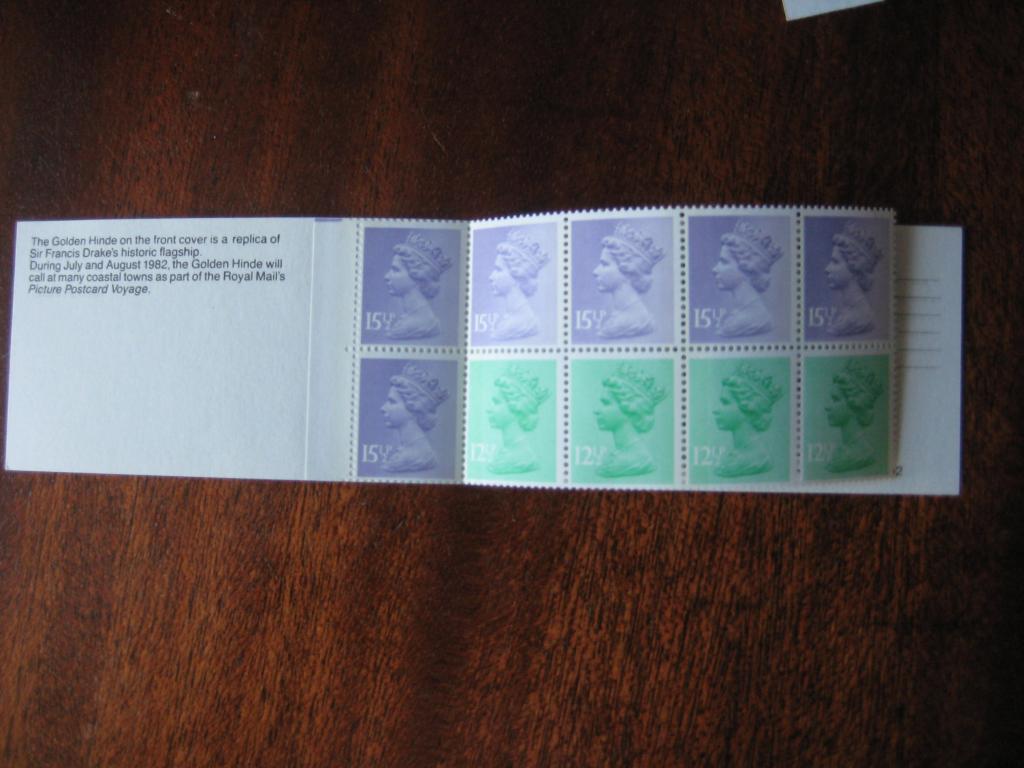 The Golden Hinde on the front cover is a replica of
Sir Francis Drake's historic flagship.
During July and August 1982, the Golden Hinde will
call at many coastal towns as part of the Royal Mail's
Picture Postcard Voyage.
15½P 15½P 15½P 15½P 15½P
15½P 12½P 12½P 12½P 12½P